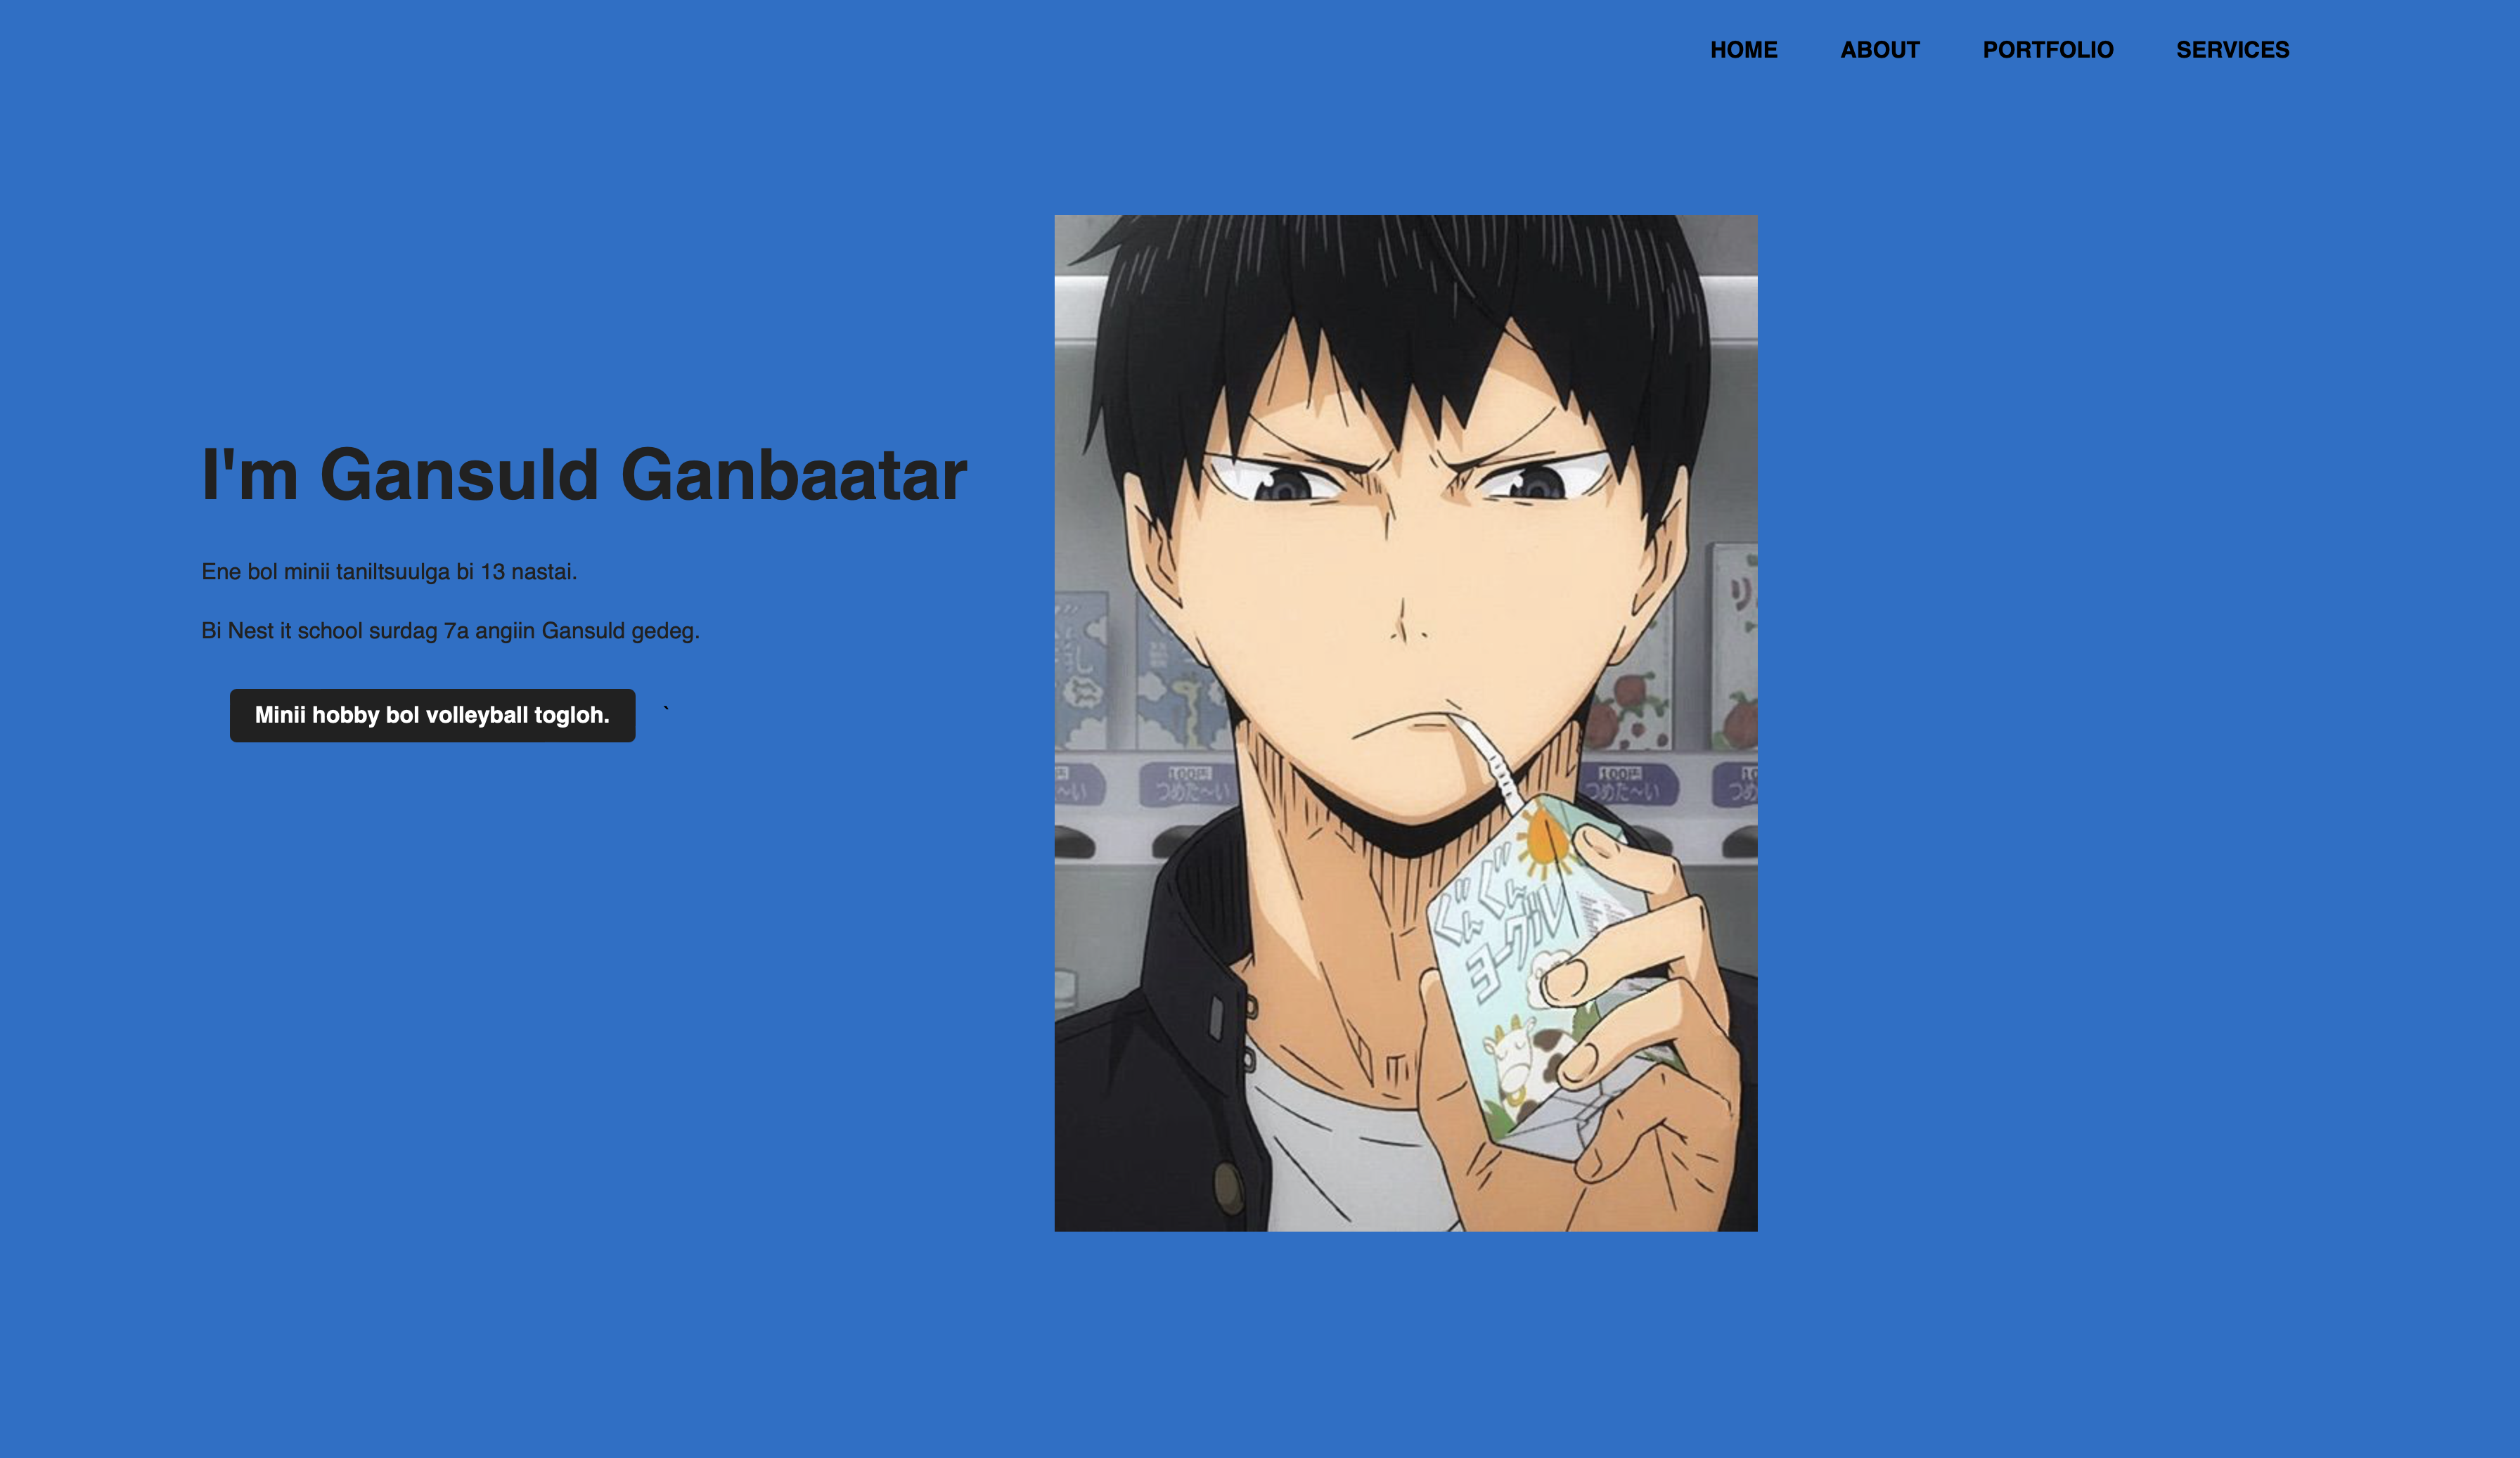 HOME ABOUT PORTFOLIO SERVICES
I'm Gansuld Ganbaatar
Ene bol minii taniltsuulga bi 13 nastai.
Bi Nest it school surdag 7a angiin Gansuld gedeg.
Minii hobby bol volleyball togloh. `
100円 100円
つめた〜い つめた〜い
ぐんぐん
ヨーグル